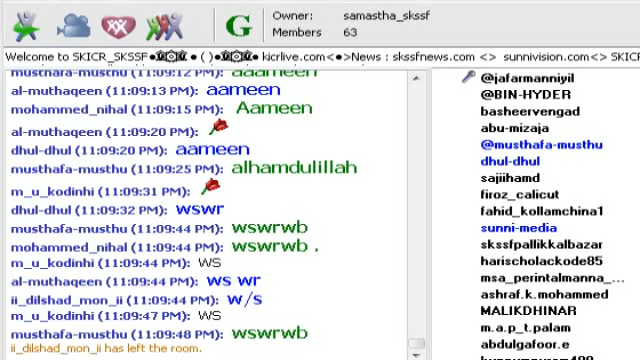 Owner: samastha_skssf
G
Members 63
Welcome to SKICR_SKSSF kicrlive.com<●>News : skssfnews.com <> sunnivision.com<> SKSSF
musthafa-musthu (11:09:12 PM): aaameen
al-muthaqeen (11:09:13 PM): aameen
mohammed_nihal (11:09:15 PM): Aameen
al-muthaqeen (11:09:20 PM):
dhul-dhul (11:09:20 PM): aameen
musthafa-musthu (11:09:25 PM): alhamdulillah
m_u_kodinhi (11:09:31 PM):
dhul-dhul (11:09:32 PM): wswr
musthafa-musthu (11:09:44 PM): wswrwb
mohammed_nihal (11:09:44 PM): wswrwb .
m_u_kodinhi (11:09:44 PM): ws
al-muthaqeen (11:09:44 PM): ws wr
ii_dilshad_mon_ii (11:09:44 PM): w/s
m_u_kodinhi (11:09:47 PM): ws
musthafa-musthu (11:09:48 PM): wswrwb
ii_dilshad_mon_ii has left the room.
@jafarmanniyil
@BIN-HYDER
basheervengad
abu-mizaja
@musthafa-musthu
dhul-dhul
sajiihamd
firoz_calicut
fahid_kollamchina1
sunni-media
skssfpallikkalbazar
harischolackode85
msa_perintalmanna_...
ashraf.k.mohammed
MALIKDHINAR
m.a.p_t.palam
abdulgafoor.e